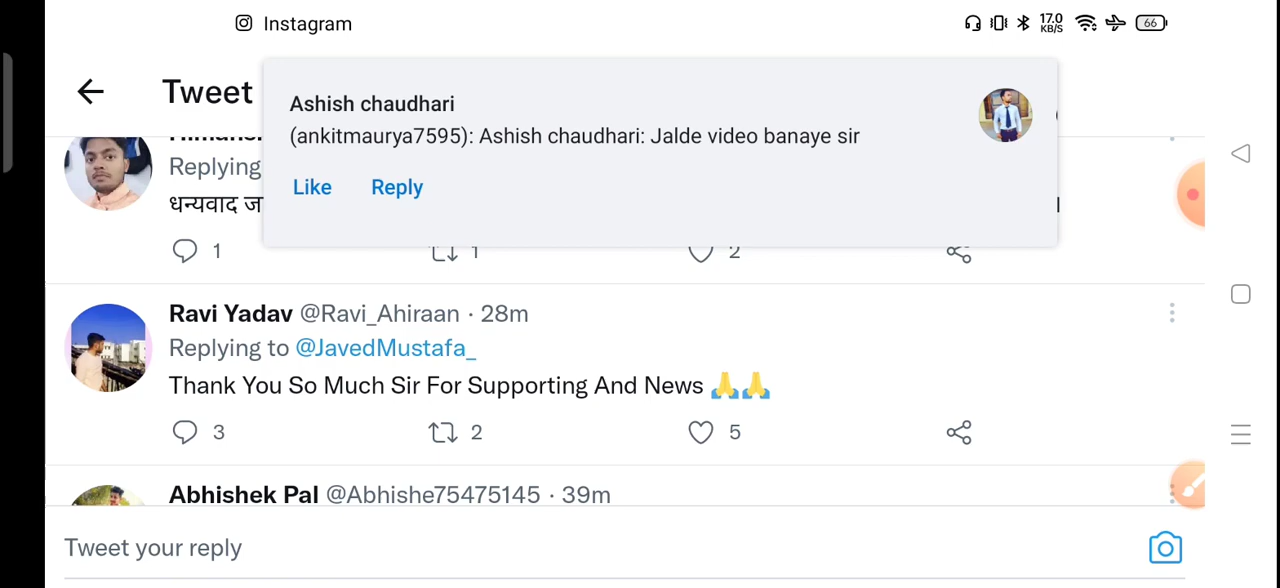 Instagram
17.0
KB/S
66
Tweet
Ashish chaudhari
(ankitmaurya7595): Ashish chaudhari: Jalde video banaye sir
Like Reply
Replying
धन्यवाद
1 1 2
Ravi Yadav @Ravi_Ahiraan · 28m
Replying to @JavedMustafa_
Thank You So Much Sir For Supporting And News 🙏🙏
3 2 5
Abhishek Pal @Abhishe75475145 · 39m
Tweet your reply